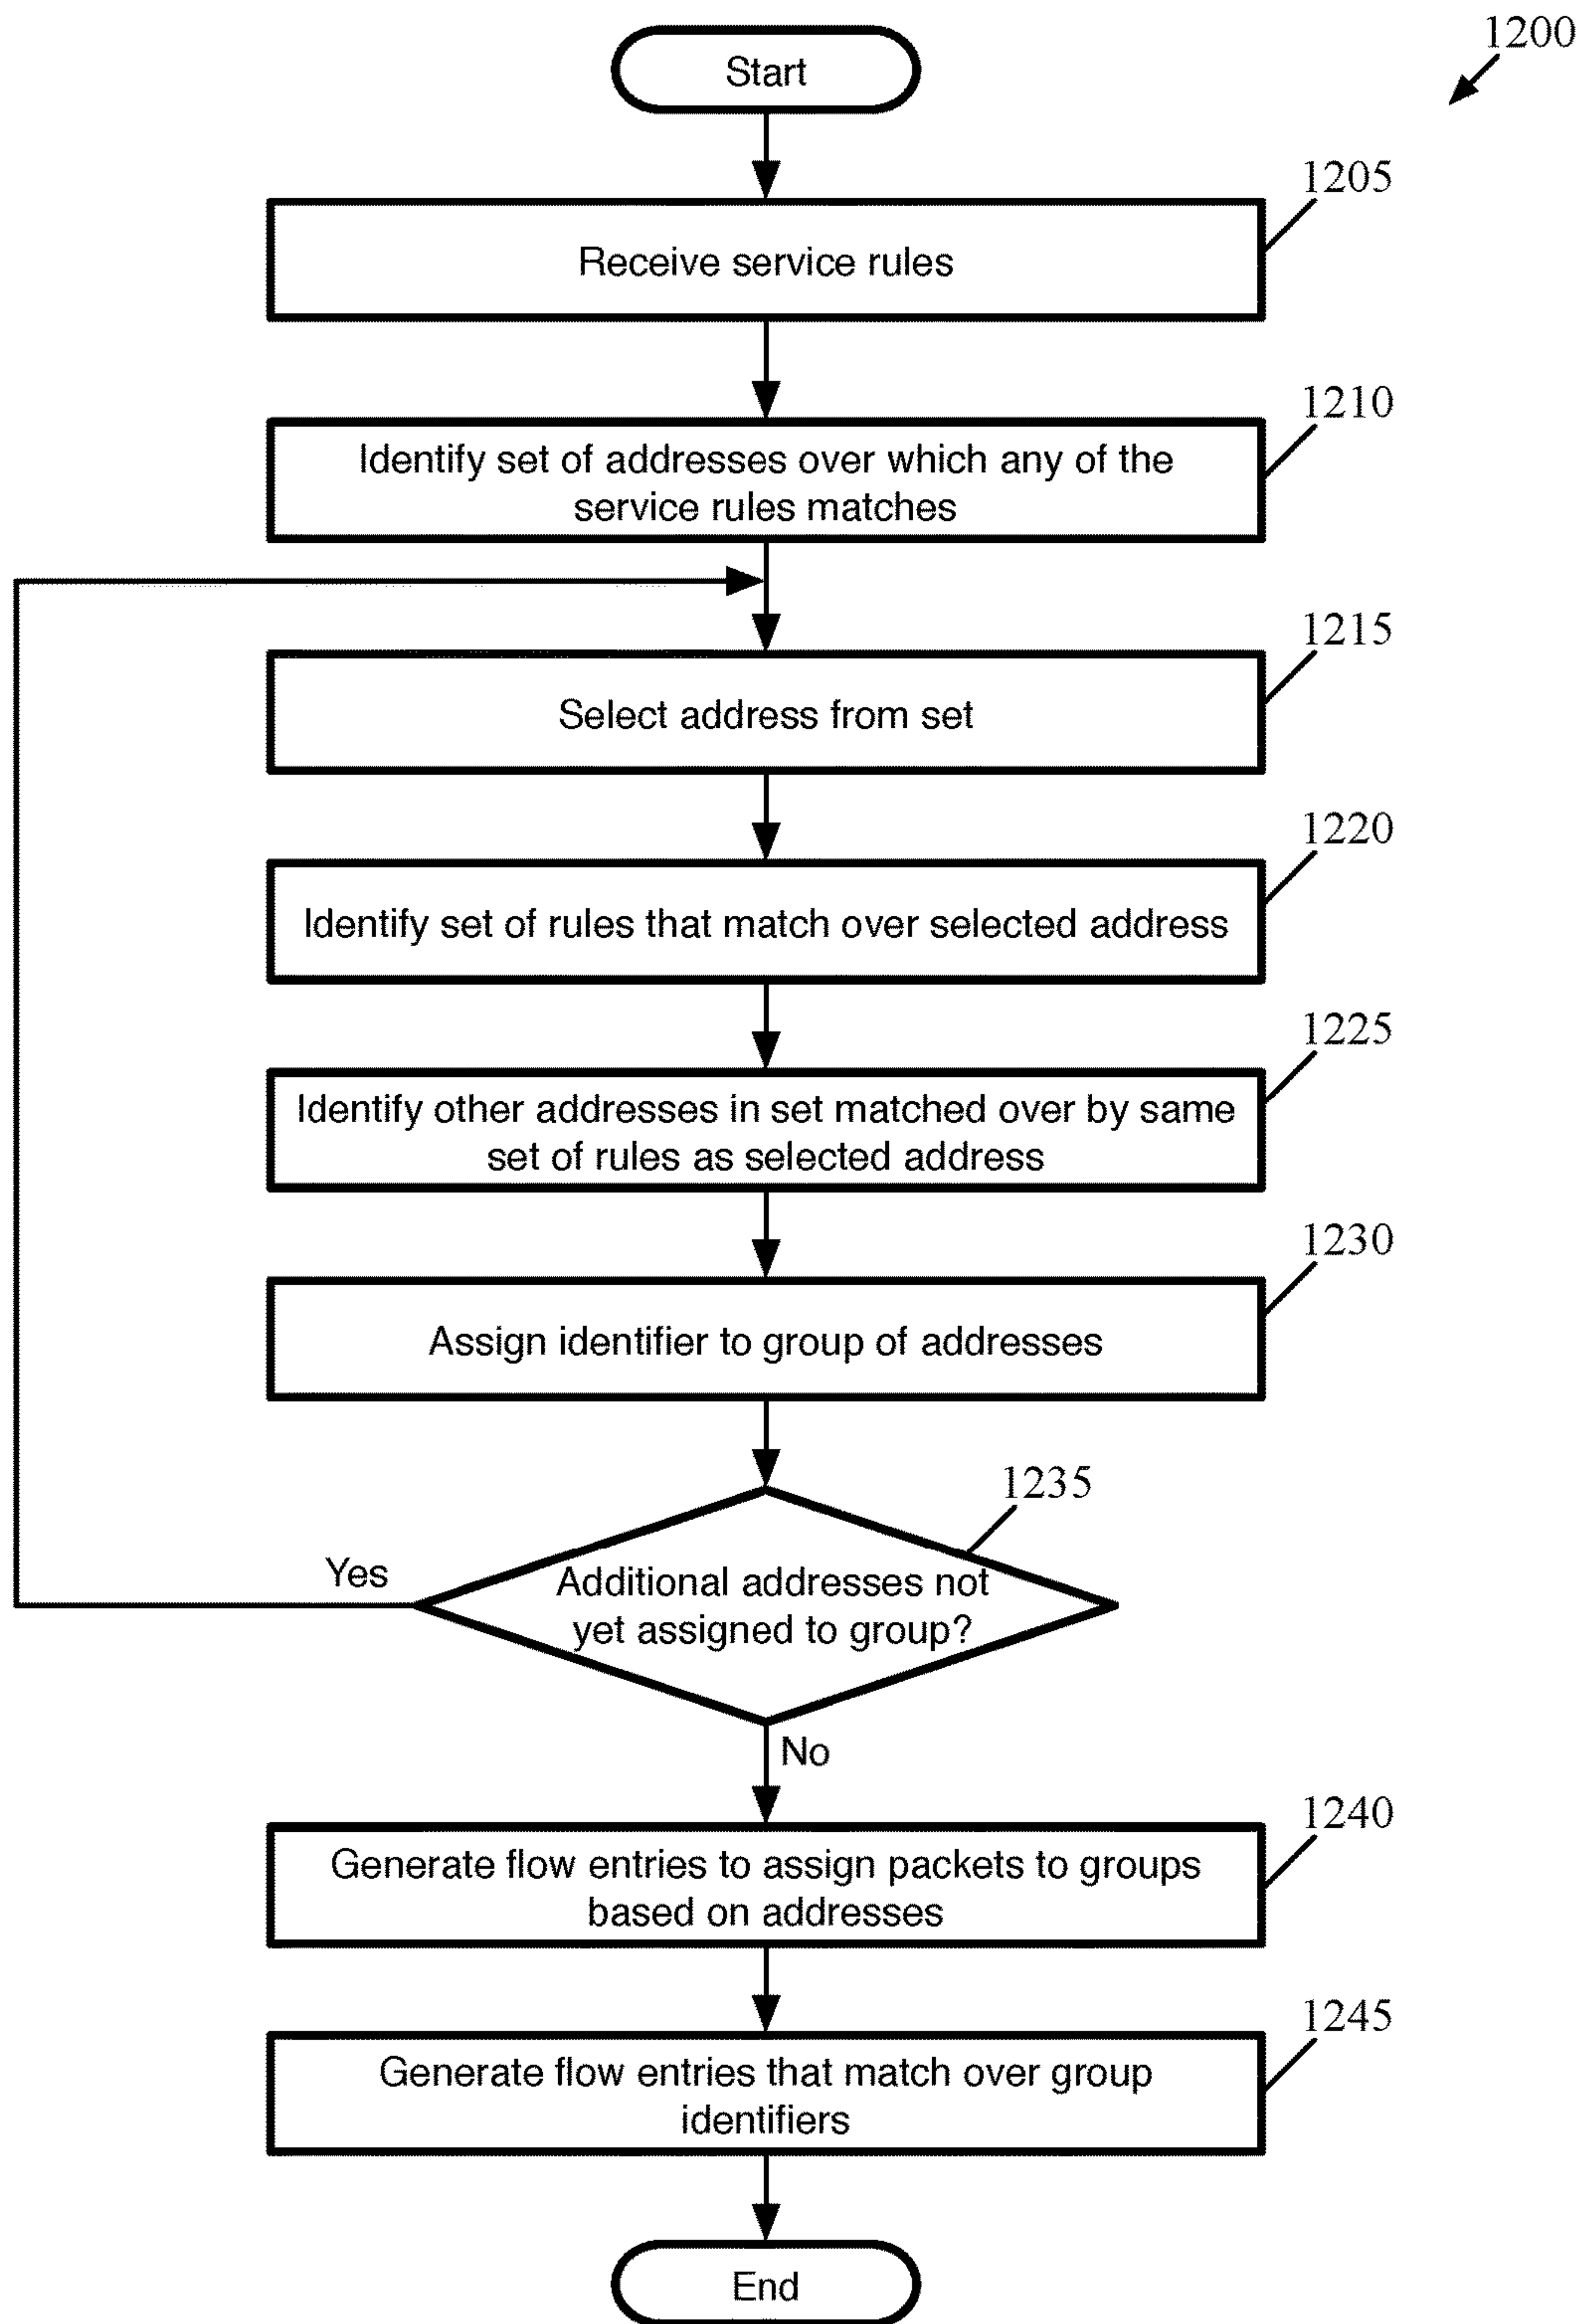 1200
Start
1205
Receive service rules
1210
Identify set of addresses over which any of the
service rules matches
1215
Select address from set
1220
Identify set of rules that match over selected address
1225
Identify other addresses in set matched over by same
set of rules as selected address
1230
Assign identifier to group of addresses
1235
Yes
Additional addresses not
yet assigned to group?
No
1240
Generate flow entries to assign packets to groups
based on addresses
1245
Generate flow entries that match over group
identifiers
End